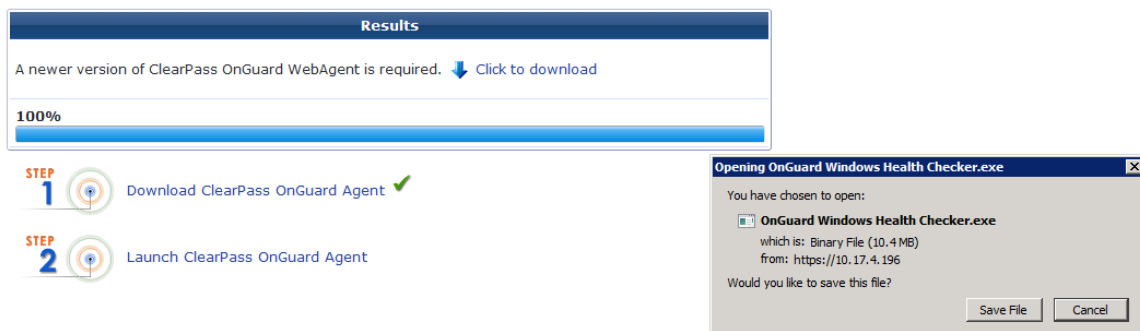 Results
A newer version of ClearPass OnGuard WebAgent is required. Click to download
100%
STEP
1
Download ClearPass OnGuard Agent
STEP
2
Launch ClearPass OnGuard Agent
Opening OnGuard Windows Health Checker.exe
You have chosen to open:
OnGuard Windows Health Checker.exe
which is: Binary File (10.4 MB)
from: https://10.17.4.196
Would you like to save this file?
Save File
Cancel